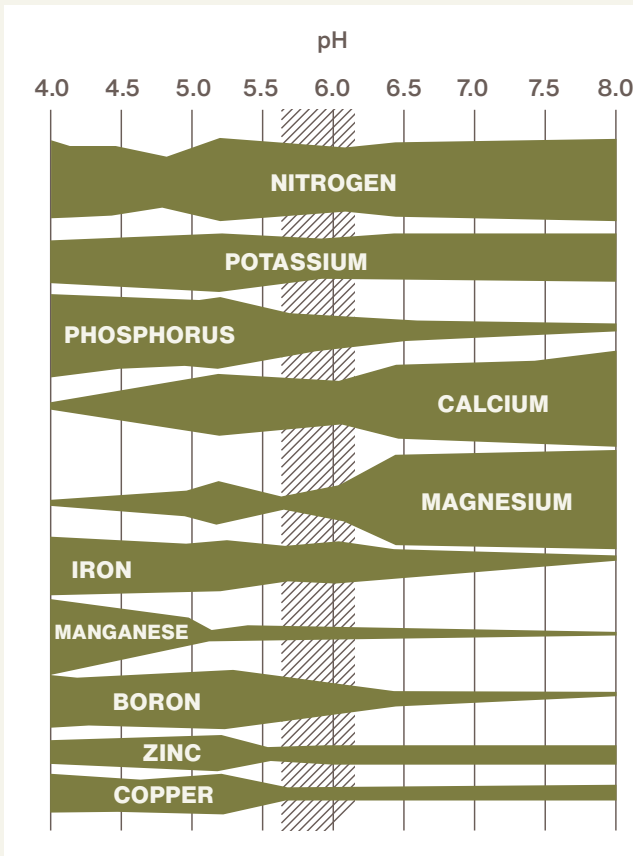 pH
4.0 4.5 5.0 5.5 6.0 6.5 7.0 7.5 8.0
NITROGEN
POTASSIUM
PHOSPHORUS
CALCIUM
MAGNESIUM
IRON
MANGANESE
BORON
ZINC
COPPER